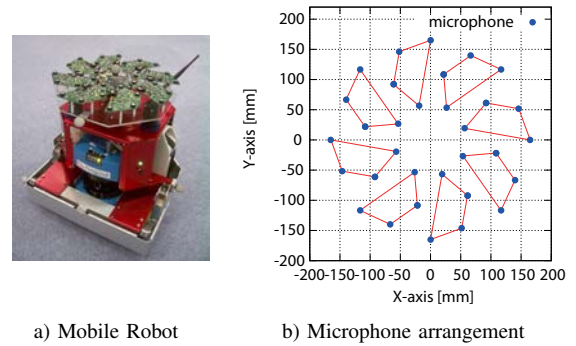 microphone
200
150
100
50
0
-50
-100
-150
-200
Y-axis [mm]
-200-150-100 -50 0 50 100 150 200
X-axis [mm]
a) Mobile Robot b) Microphone arrangement